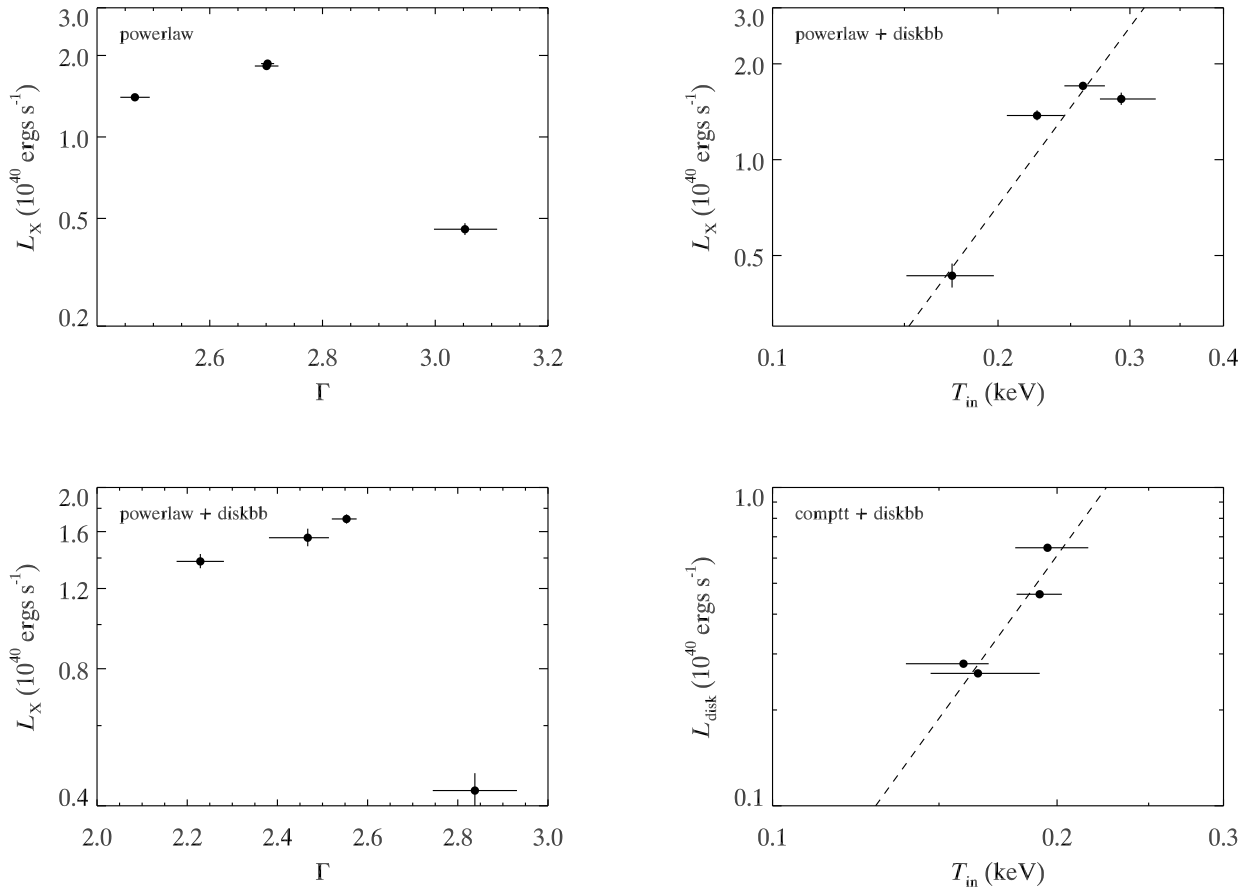 3.0
2.0
1.0
0.5
0.2
powerlaw
L_X (10^40 ergs s^-1)
2.6 2.8 3.0 3.2
Γ
3.0
2.0
1.0
0.5
powerlaw + diskbb
L_X (10^40 ergs s^-1)
0.1 0.2 0.3 0.4
T_in (keV)
2.0
1.6
1.2
0.8
0.4
powerlaw + diskbb
L_X (10^40 ergs s^-1)
2.0 2.2 2.4 2.6 2.8 3.0
Γ
1.0
0.1
comptt + diskbb
L_disk (10^40 ergs s^-1)
0.1 0.2 0.3
T_in (keV)